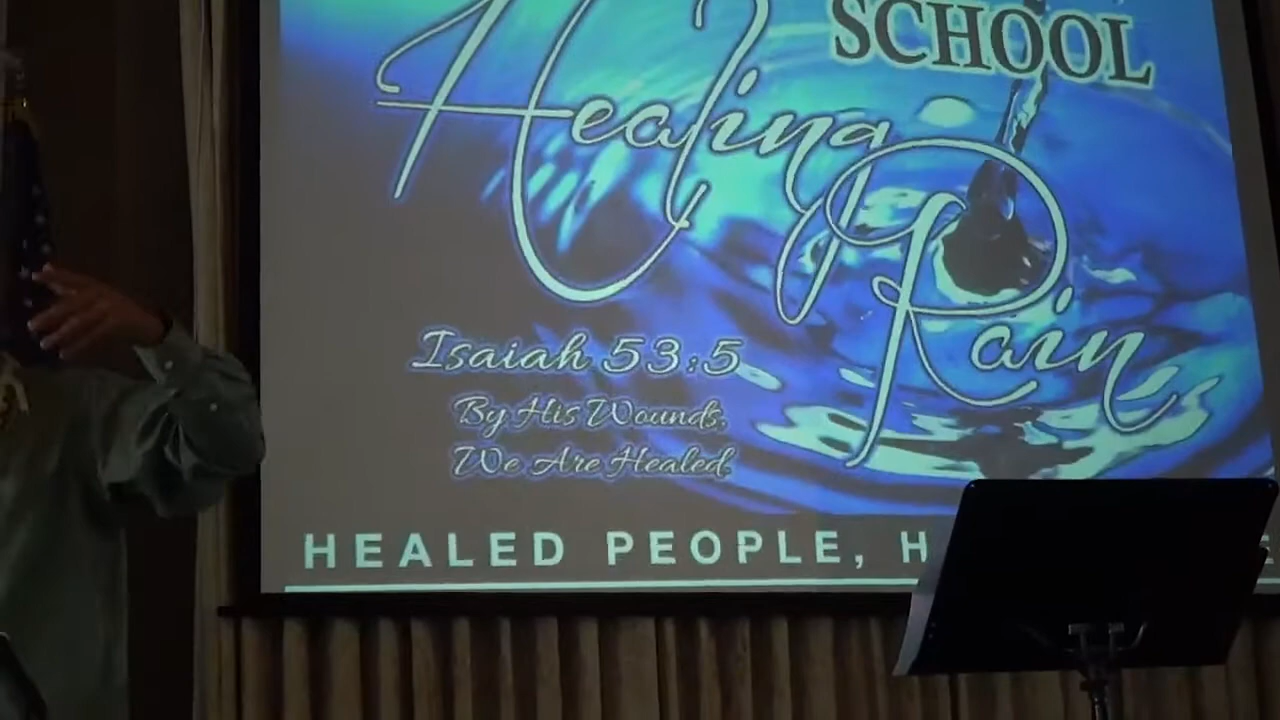 SCHOOL
Healing
Rain
Isaiah 53:5
By His Wounds,
We Are Healed.
HEALED PEOPLE, H